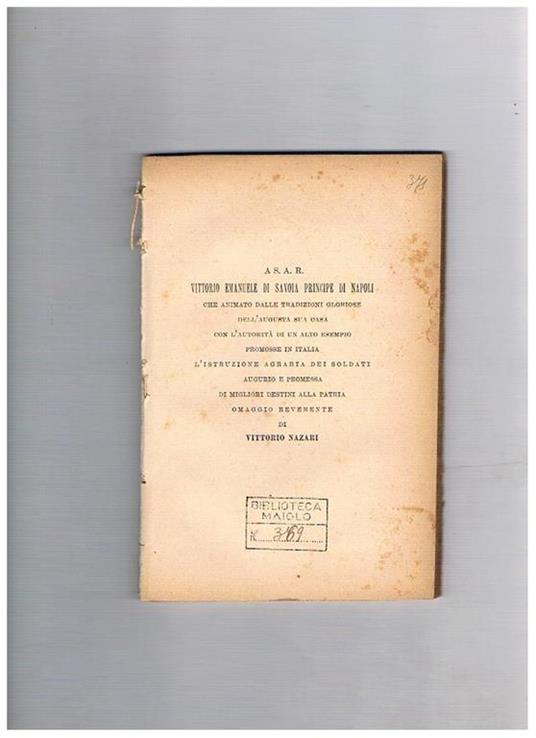 378
A S. A. R.
VITTORIO EMANUELE DI SAVOIA PRINCIPE DI NAPOLI
CHE ANIMATO DALLE TRADIZIONI GLORIOSE
DELL'AUGUSTA SUA CASA
CON L'AUTORITÀ DI UN ALTO ESEMPIO
PROMOSSE IN ITALIA
L'ISTRUZIONE AGRARIA DEI SOLDATI
AUGURIO E PROMESSA
DI MIGLIORI DESTINI ALLA PATRIA
OMAGGIO REVERENTE
DI
VITTORIO NAZARI
BIBLIOTECA
MAIOLO
N. 369